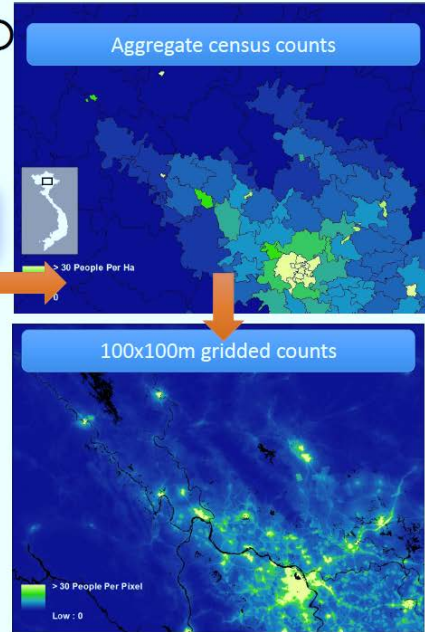 Aggregate census counts
> 30 People Per Ha
0
100x100m gridded counts
> 30 People Per Pixel
Low : 0